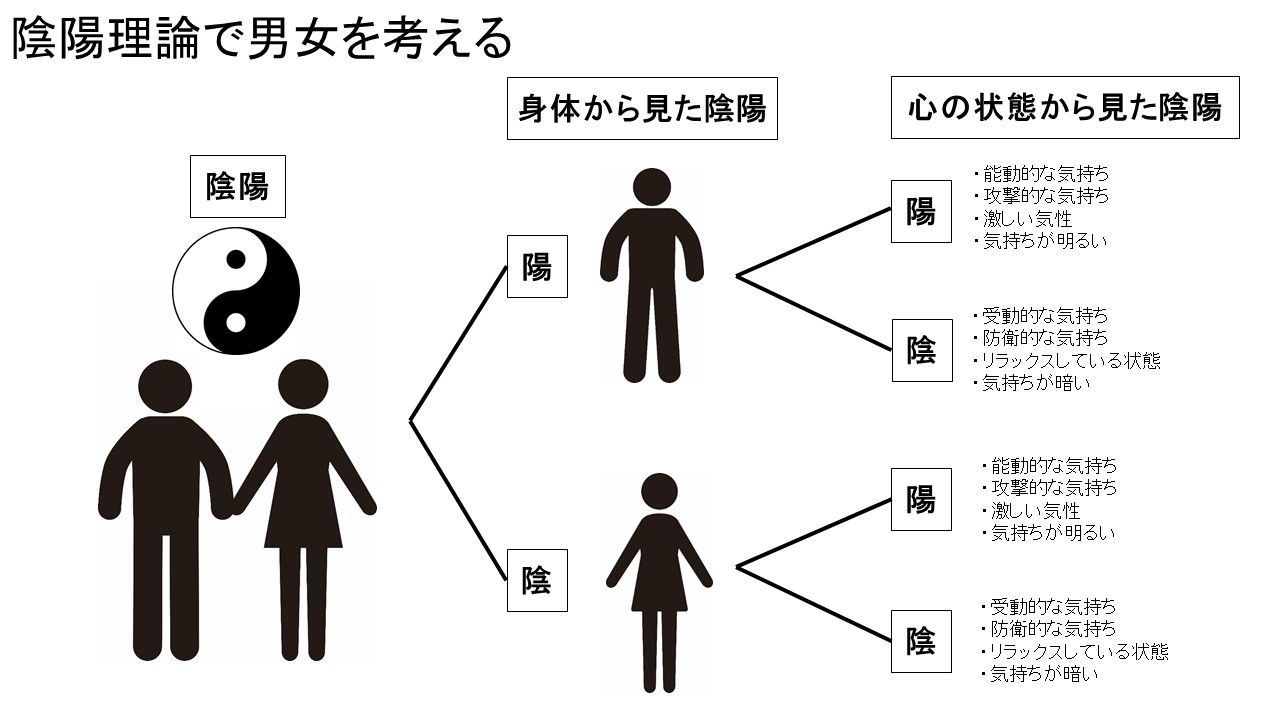 陰陽理論で男女を考える
身体から見た陰陽
心の状態から見た陰陽
陰陽
陽
陽
・能動的な気持ち
・攻撃的な気持ち
・激しい気性
・気持ちが明るい
陰
・受動的な気持ち
・防衛的な気持ち
・リラックスしている状態
・気持ちが暗い
陰
陽
・能動的な気持ち
・攻撃的な気持ち
・激しい気性
・気持ちが明るい
陰
・受動的な気持ち
・防衛的な気持ち
・リラックスしている状態
・気持ちが暗い